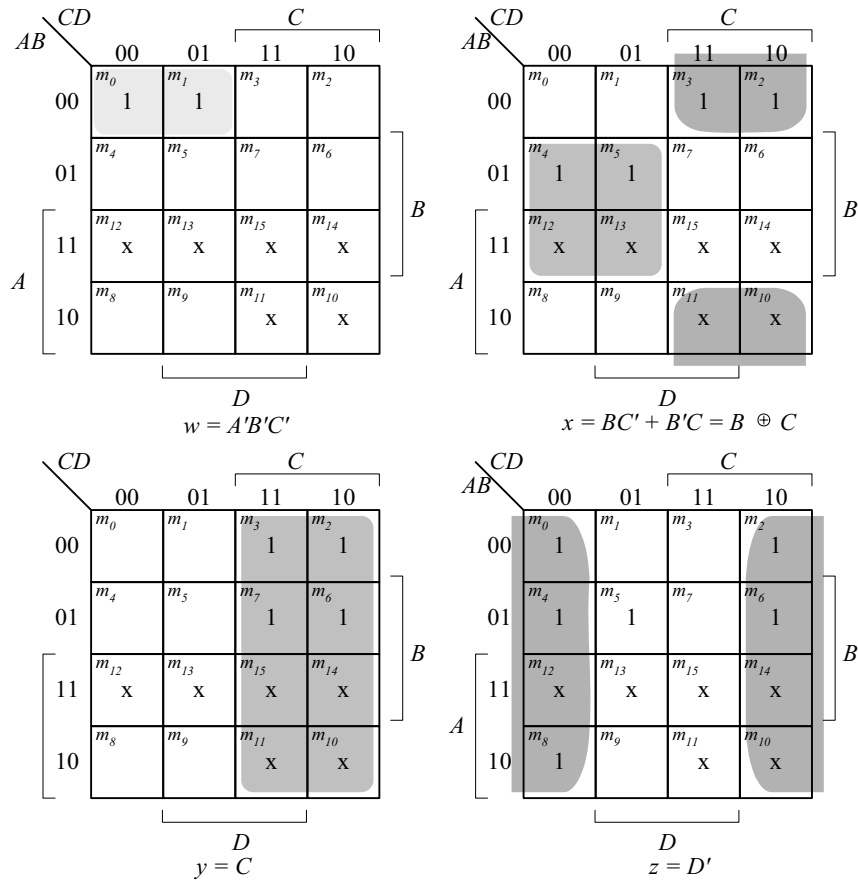 CD C
AB 00 01 11 10
m0 m1 m3 m2
00 1 1
m4 m5 m7 m6
01
B
m12 m13 m15 m14
11 x x x x
A
m8 m9 m11 m10
10 x x
D
w = A'B'C'
CD C
AB 00 01 11 10
m0 m1 m3 m2
00 1 1
m4 m5 m7 m6
01 1 1
B
m12 m13 m15 m14
11 x x x x
A
m8 m9 m11 m10
10 x x
D
x = BC' + B'C = B ⊕ C
CD C
00 01 11 10
m0 m1 m3 m2
00 1 1
m4 m5 m7 m6
01 1 1
B
m12 m13 m15 m14
11 x x x x
m8 m9 m11 m10
10 x x
D
y = C
CD C
AB 00 01 11 10
m0 m1 m3 m2
00 1 1
m4 m5 m7 m6
01 1 1 1
B
m12 m13 m15 m14
11 x x x x
A
m8 m9 m11 m10
10 1 x x
D
z = D'